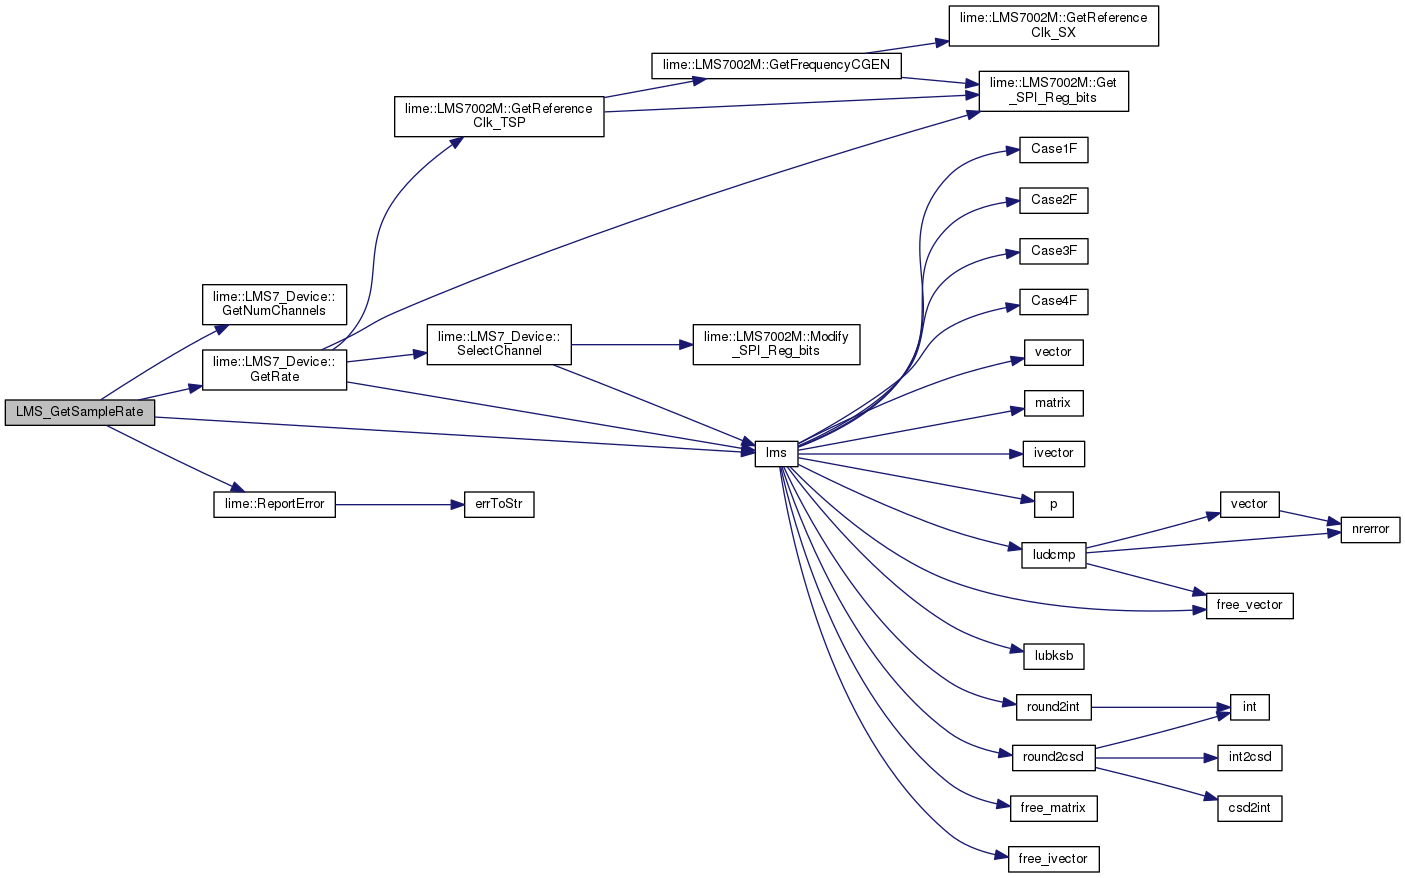 lime::LMS7002M::GetReference
Clk_SX
lime::LMS7002M::GetFrequencyCGEN
lime::LMS7002M::Get
_SPI_Reg_bits
lime::LMS7002M::GetReference
Clk_TSP
Case1F
Case2F
Case3F
Case4F
lime::LMS7_Device::
GetNumChannels
lime::LMS7_Device::
GetRate
lime::LMS7_Device::
SelectChannel
lime::LMS7002M::Modify
_SPI_Reg_bits
vector
matrix
LMS_GetSampleRate
lms
ivector
lime::ReportError
errToStr
p
vector
nrerror
ludcmp
free_vector
lubksb
round2int
int
round2csd
int2csd
free_matrix
csd2int
free_ivector